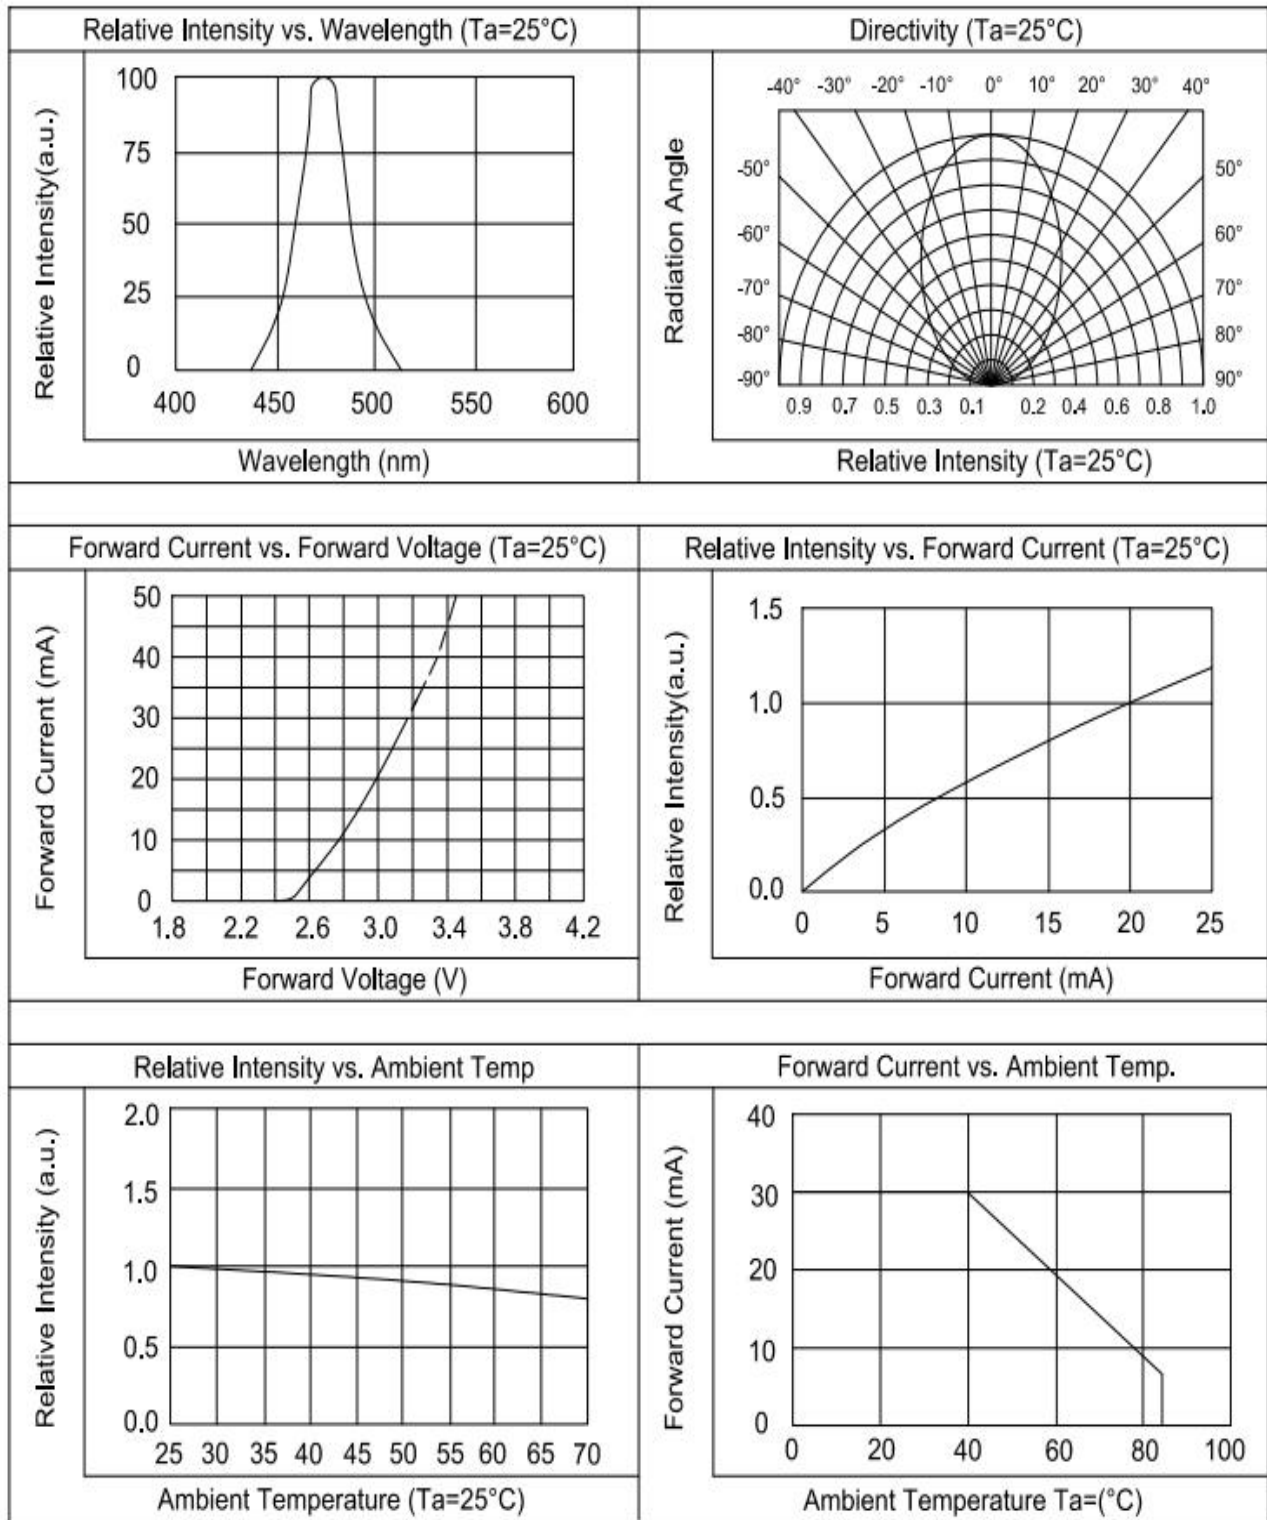 Relative Intensity vs. Wavelength (Ta=25°C)
Relative Intensity(a.u.)
100
75
50
25
0
400 450 500 550 600
Wavelength (nm)
Directivity (Ta=25°C)
Radiation Angle
-40° -30° -20° -10° 0° 10° 20° 30° 40°
-50° 50°
-60° 60°
-70° 70°
-80° 80°
-90° 90°
0.9 0.7 0.5 0.3 0.1 0.2 0.4 0.6 0.8 1.0
Relative Intensity (Ta=25°C)
Forward Current vs. Forward Voltage (Ta=25°C)
Forward Current (mA)
50
40
30
20
10
0
1.8 2.2 2.6 3.0 3.4 3.8 4.2
Forward Voltage (V)
Relative Intensity vs. Forward Current (Ta=25°C)
Relative Intensity(a.u.)
1.5
1.0
0.5
0.0
0 5 10 15 20 25
Forward Current (mA)
Relative Intensity vs. Ambient Temp
Relative Intensity (a.u.)
2.0
1.5
1.0
0.5
0.0
25 30 35 40 45 50 55 60 65 70
Ambient Temperature (Ta=25°C)
Forward Current vs. Ambient Temp.
Forward Current (mA)
40
30
20
10
0
0 20 40 60 80 100
Ambient Temperature Ta=(°C)